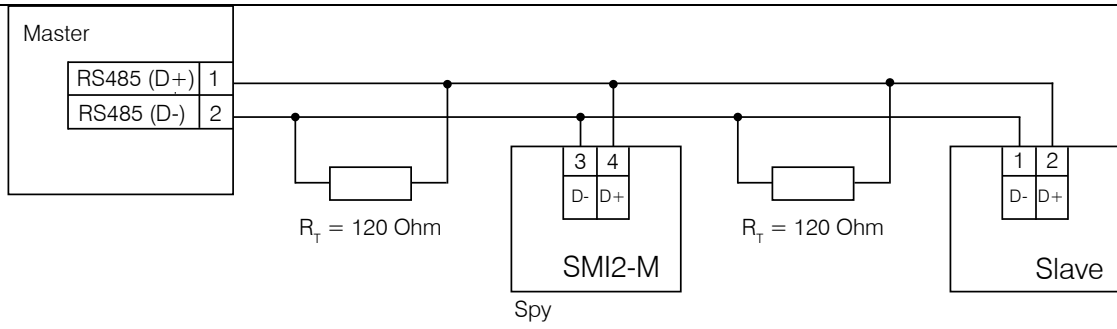 Master
RS485 (D+) 1
RS485 (D-) 2
3 4
D- D+
SMI2-M
Spy
1 2
D- D+
Slave
R_T = 120 Ohm
R_T = 120 Ohm